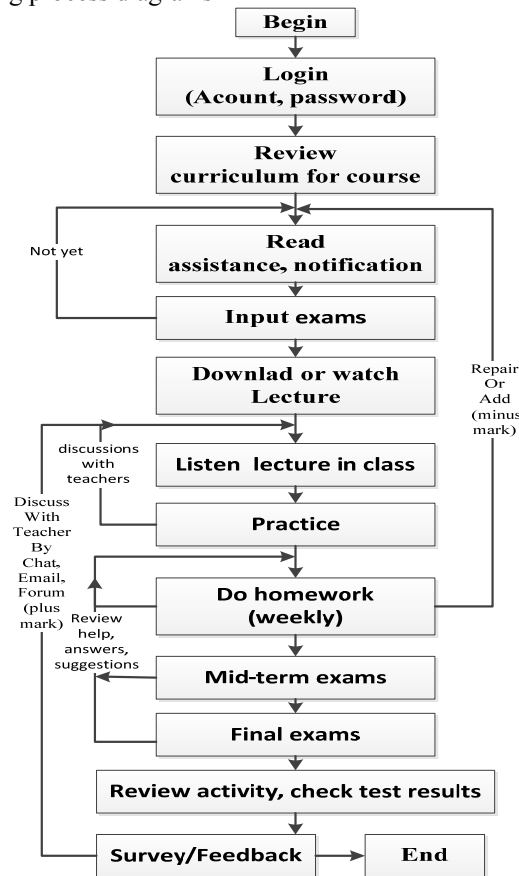 g process diagrams
Begin
Login
(Acount, password)
Review
curriculum for course
Not yet
Read
assistance, notification
Input exams
Downlad or watch
Lecture
Repair
Or
Add
(minus
mark)
discussions
with
teachers
Listen lecture in class
Practice
Discuss
With
Teacher
By
Chat,
Email,
Forum
(plus
mark)
Do homework
(weekly)
Review
help,
answers,
suggestions
Mid-term exams
Final exams
Review activity, check test results
Survey/Feedback
End